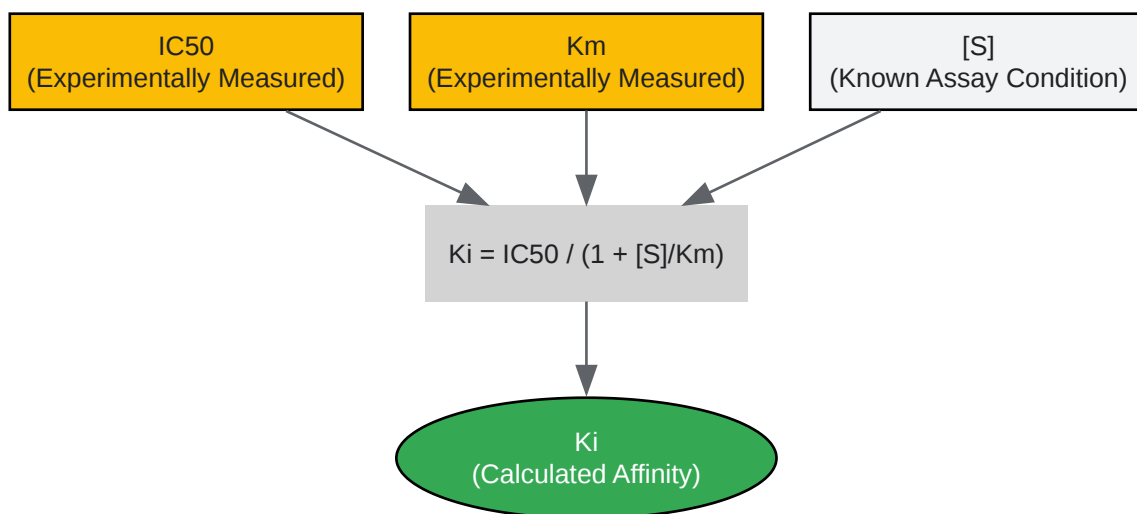 IC50
(Experimentally Measured)
Km
(Experimentally Measured)
[S]
(Known Assay Condition)
Ki = IC50 / (1 + [S]/Km)
Ki
(Calculated Affinity)